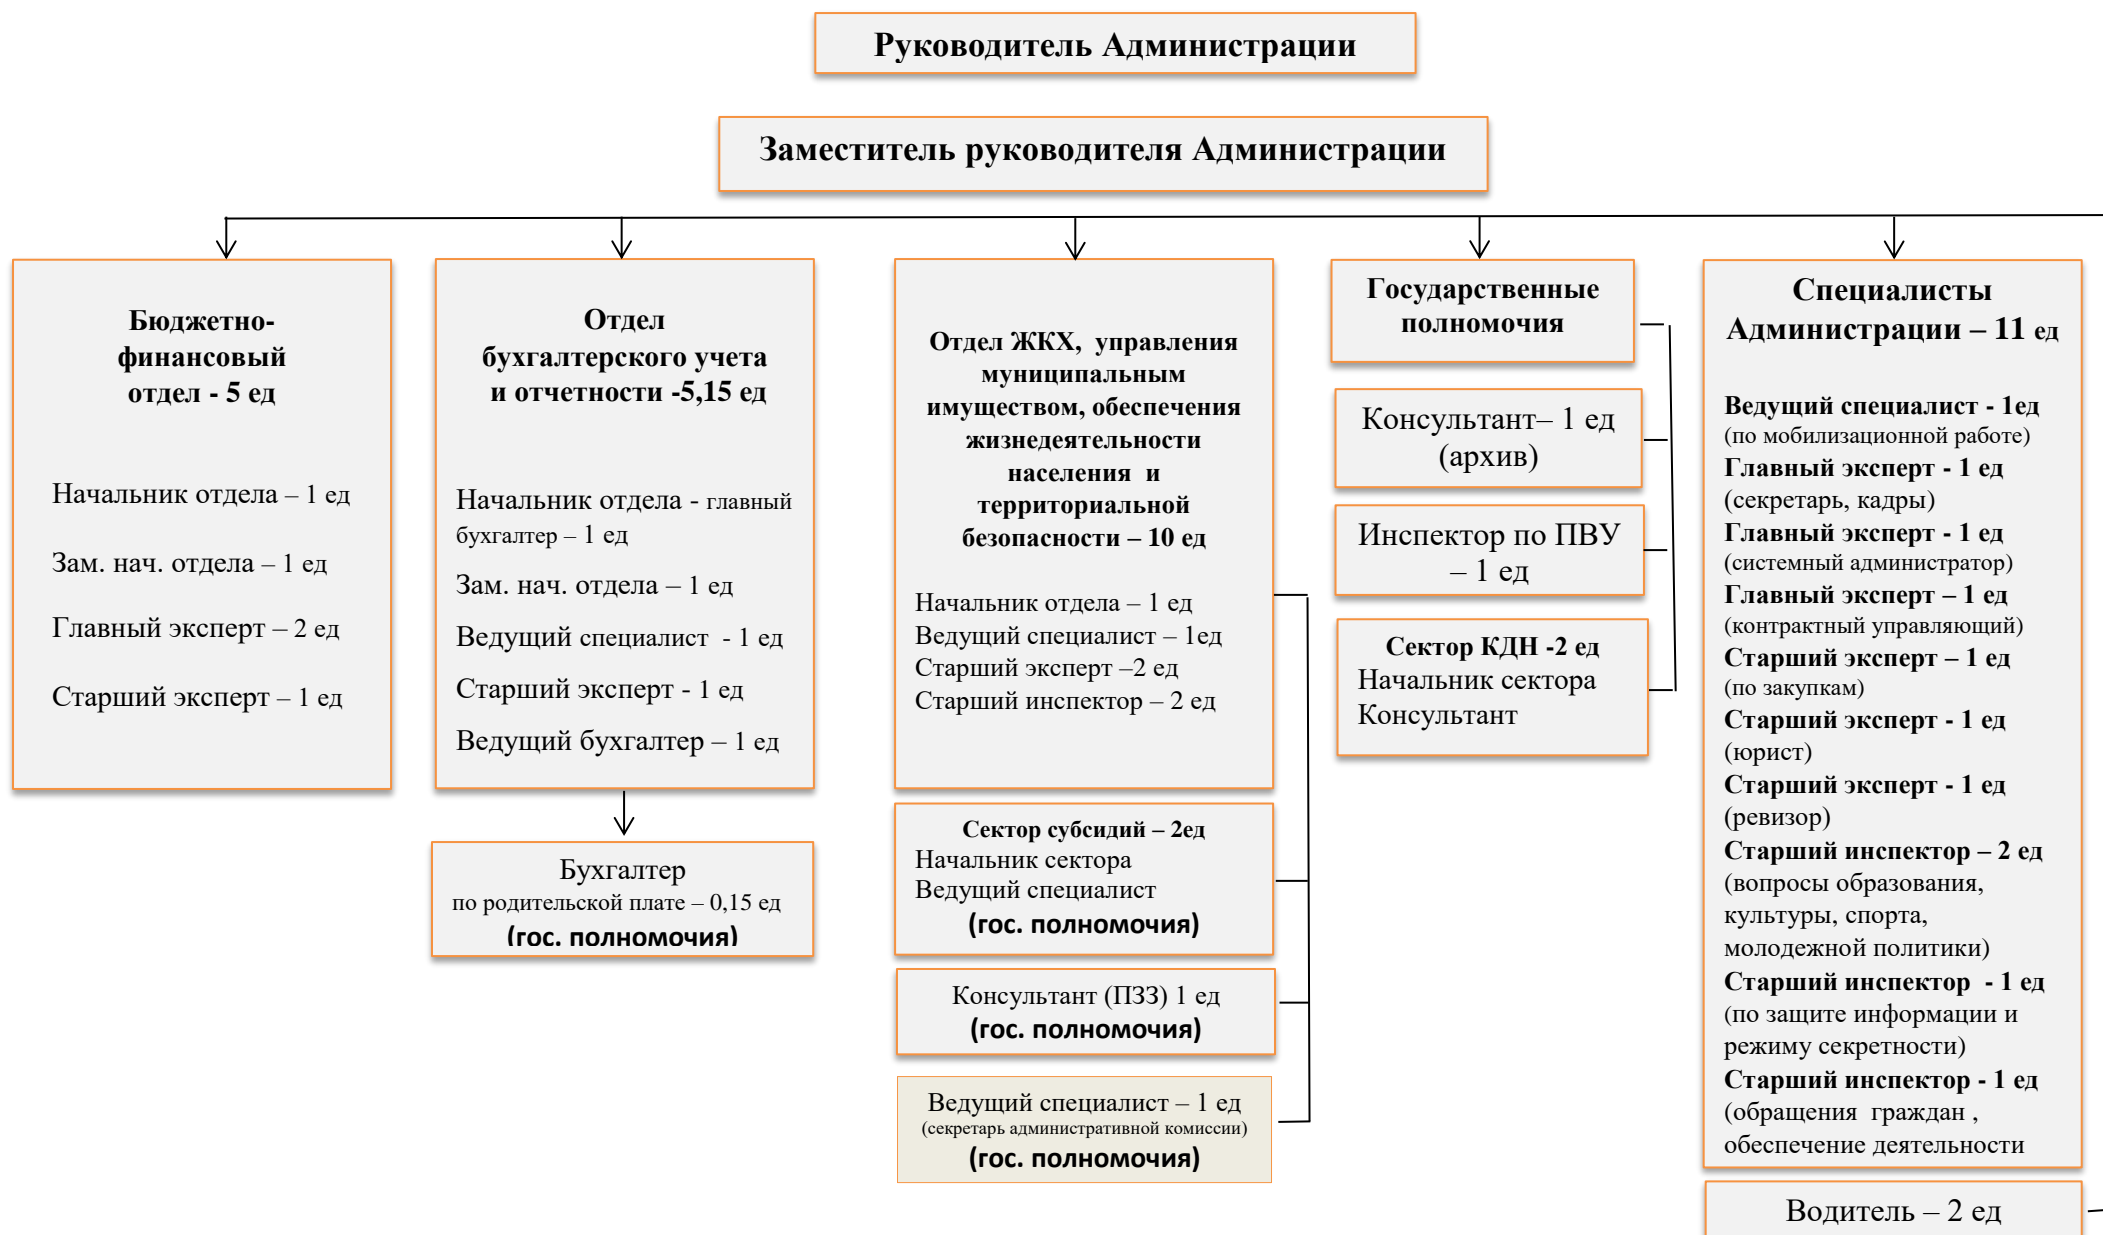 Руководитель Администрации
Заместитель руководителя Администрации
Бюджетно-
финансовый
отдел - 5 ед
Начальник отдела – 1 ед
Зам. нач. отдела – 1 ед
Главный эксперт – 2 ед
Старший эксперт – 1 ед
Отдел
бухгалтерского учета
и отчетности -5,15 ед
Начальник отдела - главный
бухгалтер – 1 ед
Зам. нач. отдела – 1 ед
Ведущий специалист - 1 ед
Старший эксперт - 1 ед
Ведущий бухгалтер – 1 ед
Бухгалтер
по родительской плате – 0,15 ед
(гос. полномочия)
Отдел ЖКХ, управления
муниципальным
имуществом, обеспечения
жизнедеятельности
населения и
территориальной
безопасности – 10 ед
Начальник отдела – 1 ед
Ведущий специалист – 1ед
Старший эксперт –2 ед
Старший инспектор – 2 ед
Сектор субсидий – 2ед
Начальник сектора
Ведущий специалист
(гос. полномочия)
Консультант (ПЗЗ) 1 ед
(гос. полномочия)
Ведущий специалист – 1 ед
(секретарь административной комиссии)
(гос. полномочия)
Государственные
полномочия
Консультант– 1 ед
(архив)
Инспектор по ПВУ
– 1 ед
Сектор КДН -2 ед
Начальник сектора
Консультант
Специалисты
Администрации – 11 ед
Ведущий специалист - 1ед
(по мобилизационной работе)
Главный эксперт - 1 ед
(секретарь, кадры)
Главный эксперт - 1 ед
(системный администратор)
Главный эксперт – 1 ед
(контрактный управляющий)
Старший эксперт – 1 ед
(по закупкам)
Старший эксперт - 1 ед
(юрист)
Старший эксперт - 1 ед
(ревизор)
Старший инспектор – 2 ед
(вопросы образования,
культуры, спорта,
молодежной политики)
Старший инспектор - 1 ед
(по защите информации и
режиму секретности)
Старший инспектор - 1 ед
(обращения граждан ,
обеспечение деятельности
Водитель – 2 ед